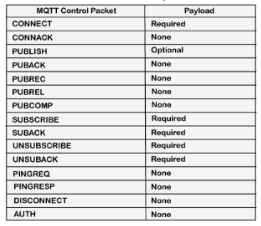 MQTT Control Packet Payload
CONNECT Required
CONNACK None
PUBLISH Optional
PUBACK None
PUBREC None
PUBREL None
PUBCOMP None
SUBSCRIBE Required
SUBACK Required
UNSUBSCRIBE Required
UNSUBACK Required
PINGREQ None
PINGRESP None
DISCONNECT None
AUTH None